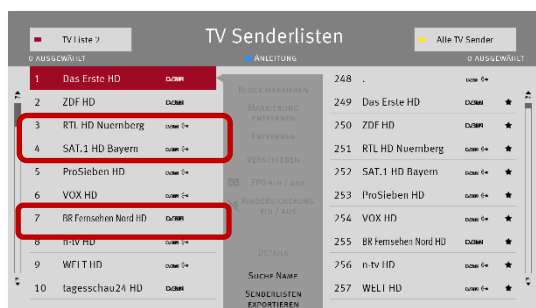 TV Liste 2
TV Senderlisten
Alle TV Sender
0 AUSGEWÄHLT
ANLEITUNG
0 AUSGEWÄHLT
1 Das Erste HD
2 ZDF HD
3 RTL HD Nuernberg
4 SAT.1 HD Bayern
5 ProSieben HD
6 VOX HD
7 BR Fernsehen Nord HD
8 n-tv HD
9 WELT HD
10 tagesschau24 HD
BLOCK MARKIEREN
MARKIERUNG
ENTFERNEN
ENTFERNEN
VERSCHIEBEN
EPG EIN / AUS
KINDERSICHERUNG
EIN / AUS
DETAILS
SUCHE NAME
SENDERLISTEN
EXPORTIEREN
248 .
249 Das Erste HD
250 ZDF HD
251 RTL HD Nuernberg
252 SAT.1 HD Bayern
253 ProSieben HD
254 VOX HD
255 BR Fernsehen Nord HD
256 n-tv HD
257 WELT HD